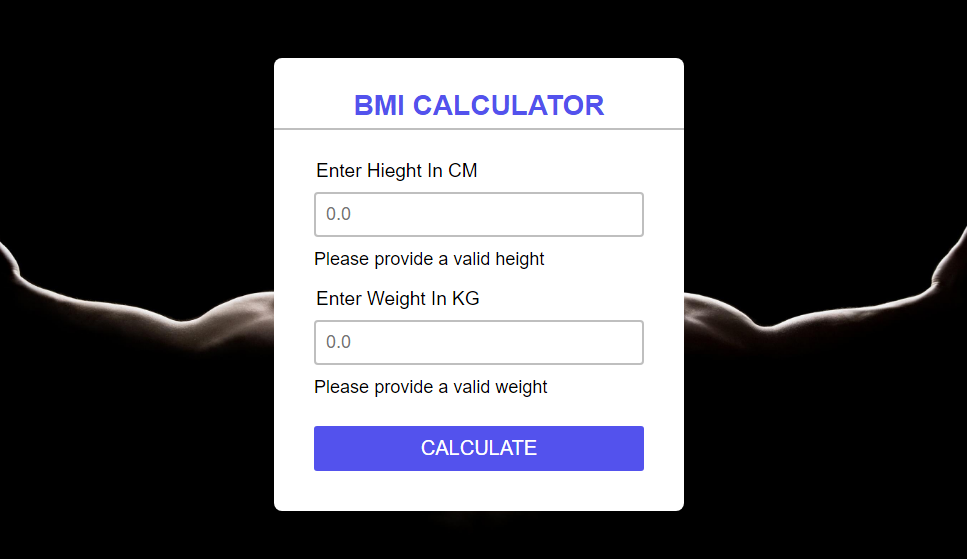 BMI CALCULATOR
Enter Hieght In CM
0.0
Please provide a valid height
Enter Weight In KG
0.0
Please provide a valid weight
CALCULATE